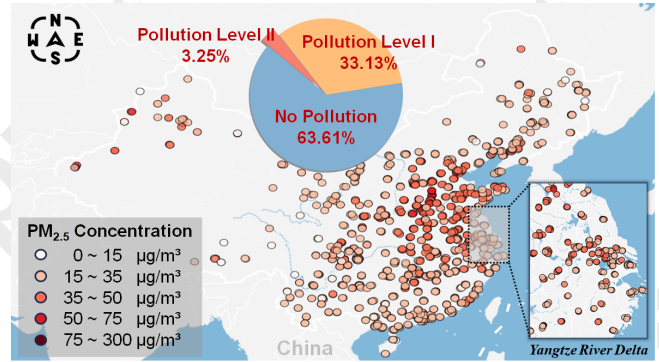 N
W A E
S
Pollution Level II
3.25%
Pollution Level I
33.13%
No Pollution
63.61%
PM2.5 Concentration
0 ~ 15 μg/m³
15 ~ 35 μg/m³
35 ~ 50 μg/m³
50 ~ 75 μg/m³
75 ~ 300 μg/m³
China
Yangtze River Delta